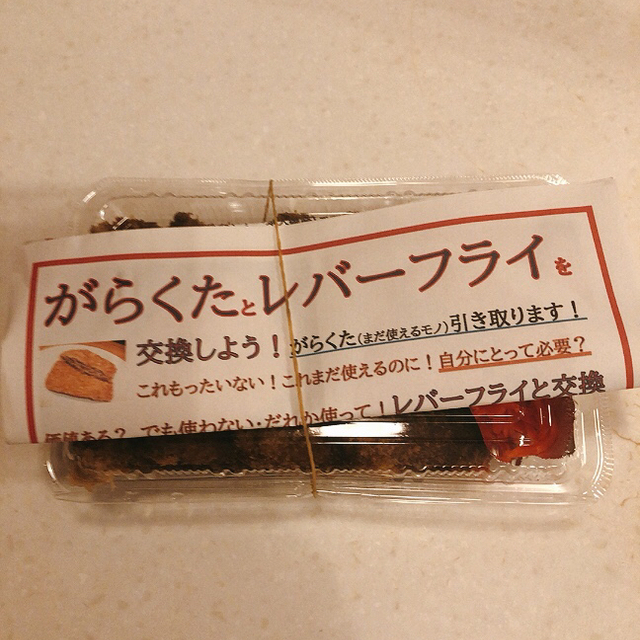 がらくたとレバーフライを
交換しよう！がらくた(まだ使えるモノ)引き取ります！
これもったいない！これまだ使えるのに！自分にとって必要？
価値ある？でも使わない・だれか使って！レバーフライと交換